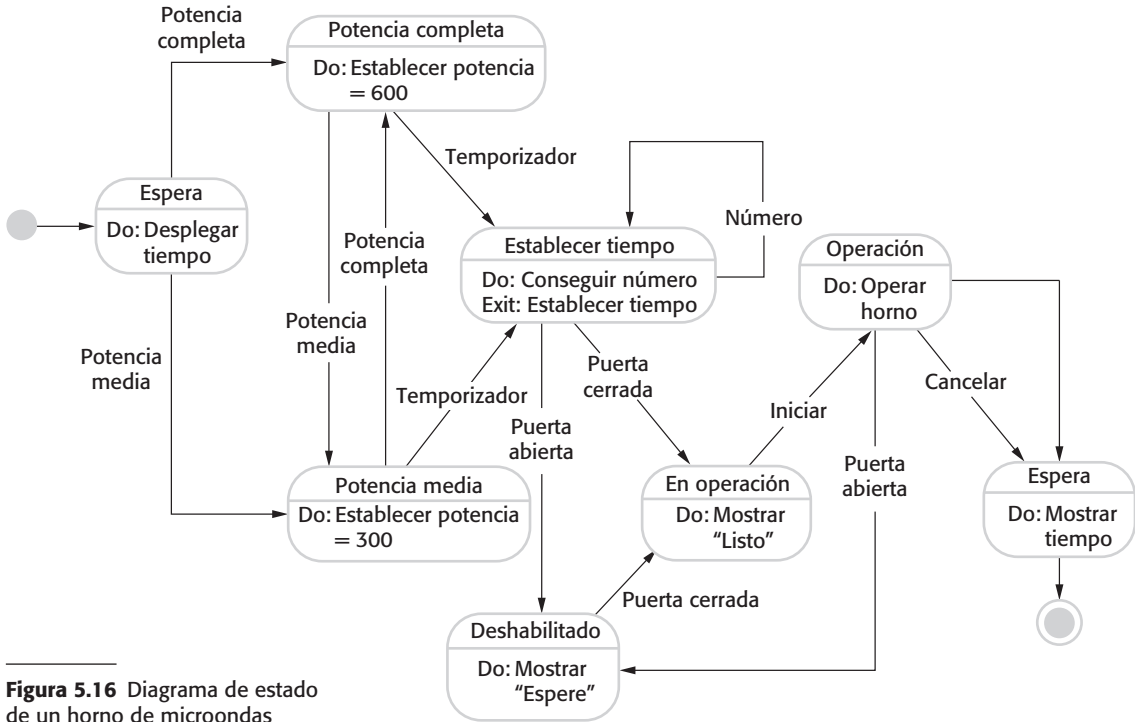 Potencia
completa
Potencia completa
Do: Establecer potencia
= 600
Temporizador
Espera
Do: Desplegar
tiempo
Potencia
completa
Número
Establecer tiempo
Do: Conseguir número
Exit: Establecer tiempo
Operación
Do: Operar
horno
Potencia
media
Potencia
media
Temporizador
Puerta
cerrada
Puerta
abierta
Iniciar
Cancelar
Puerta
abierta
Potencia media
Do: Establecer potencia
= 300
En operación
Do: Mostrar
“Listo”
Espera
Do: Mostrar
tiempo
Puerta cerrada
Deshabilitado
Do: Mostrar
“Espere”
Figura 5.16 Diagrama de estado
de un horno de microondas